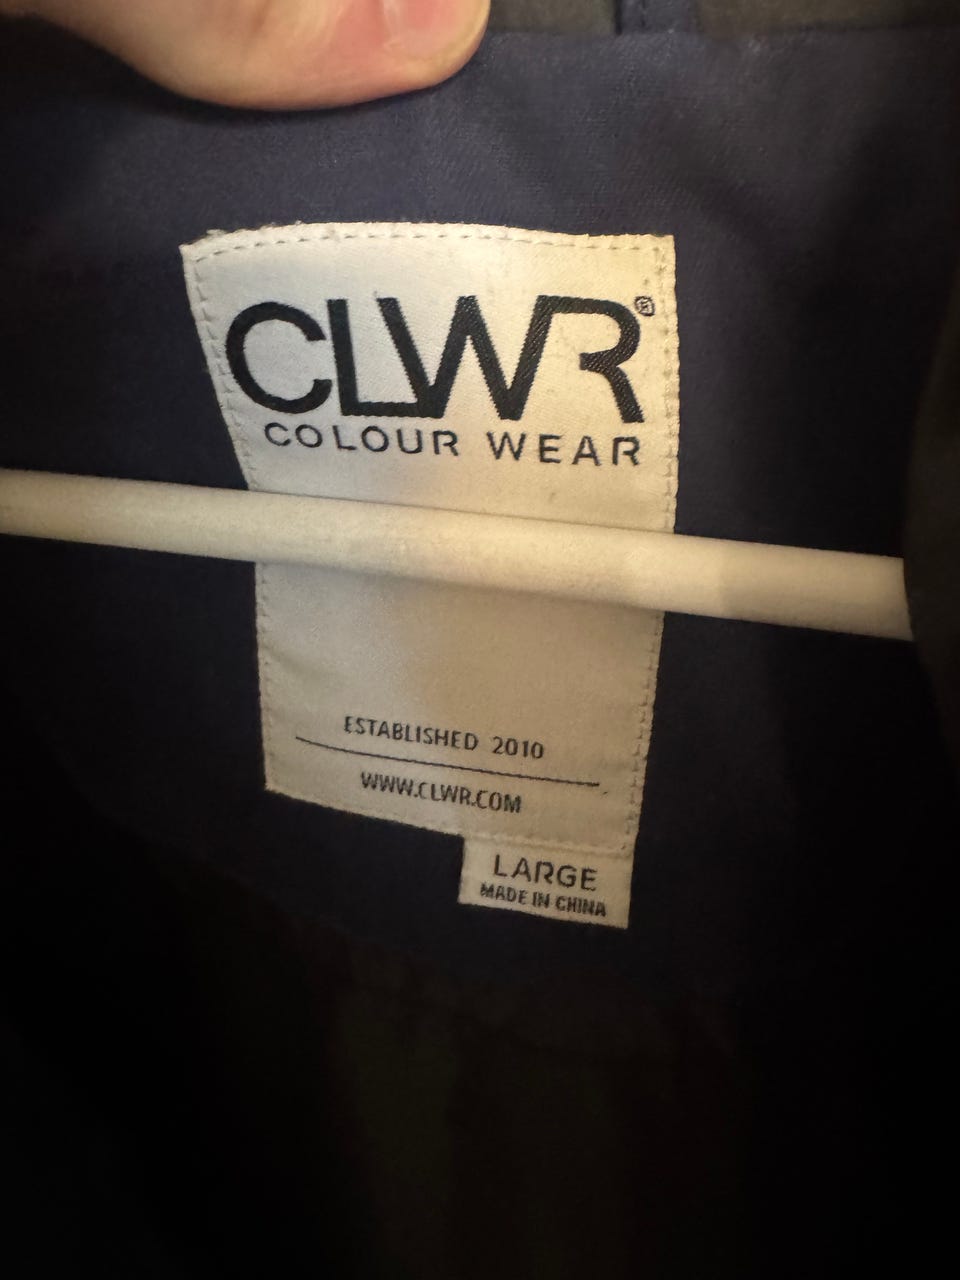 CLWR®
COLOUR WEAR
ESTABLISHED 2010
WWW.CLWR.COM
LARGE
MADE IN CHINA